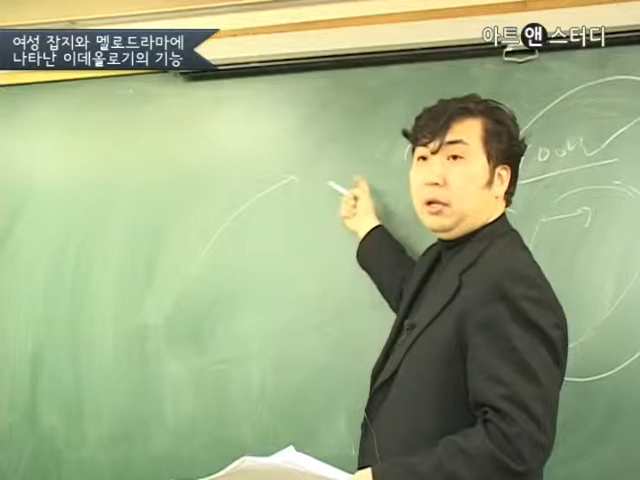 여성 잡지와 멜로드라마에
나타난 이데올로기의 기능
아트앤스터디